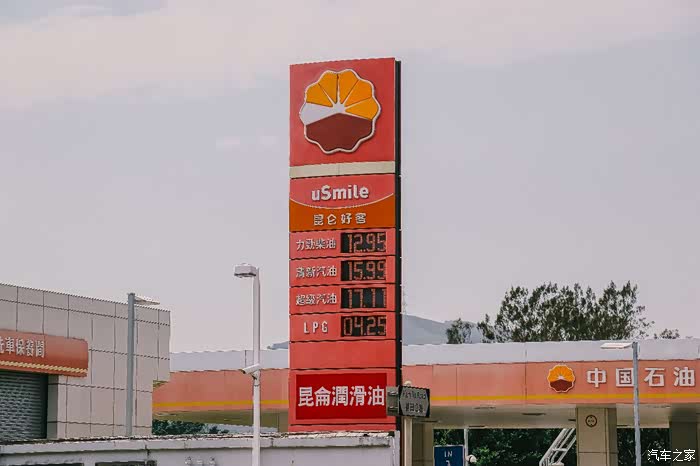 uSmile
昆仑好客
力劲柴油 12.95
清新汽油 15.99
超級汽油 17.11
LPG 04.25
昆侖潤滑油
中国石油
IN
汽车之家